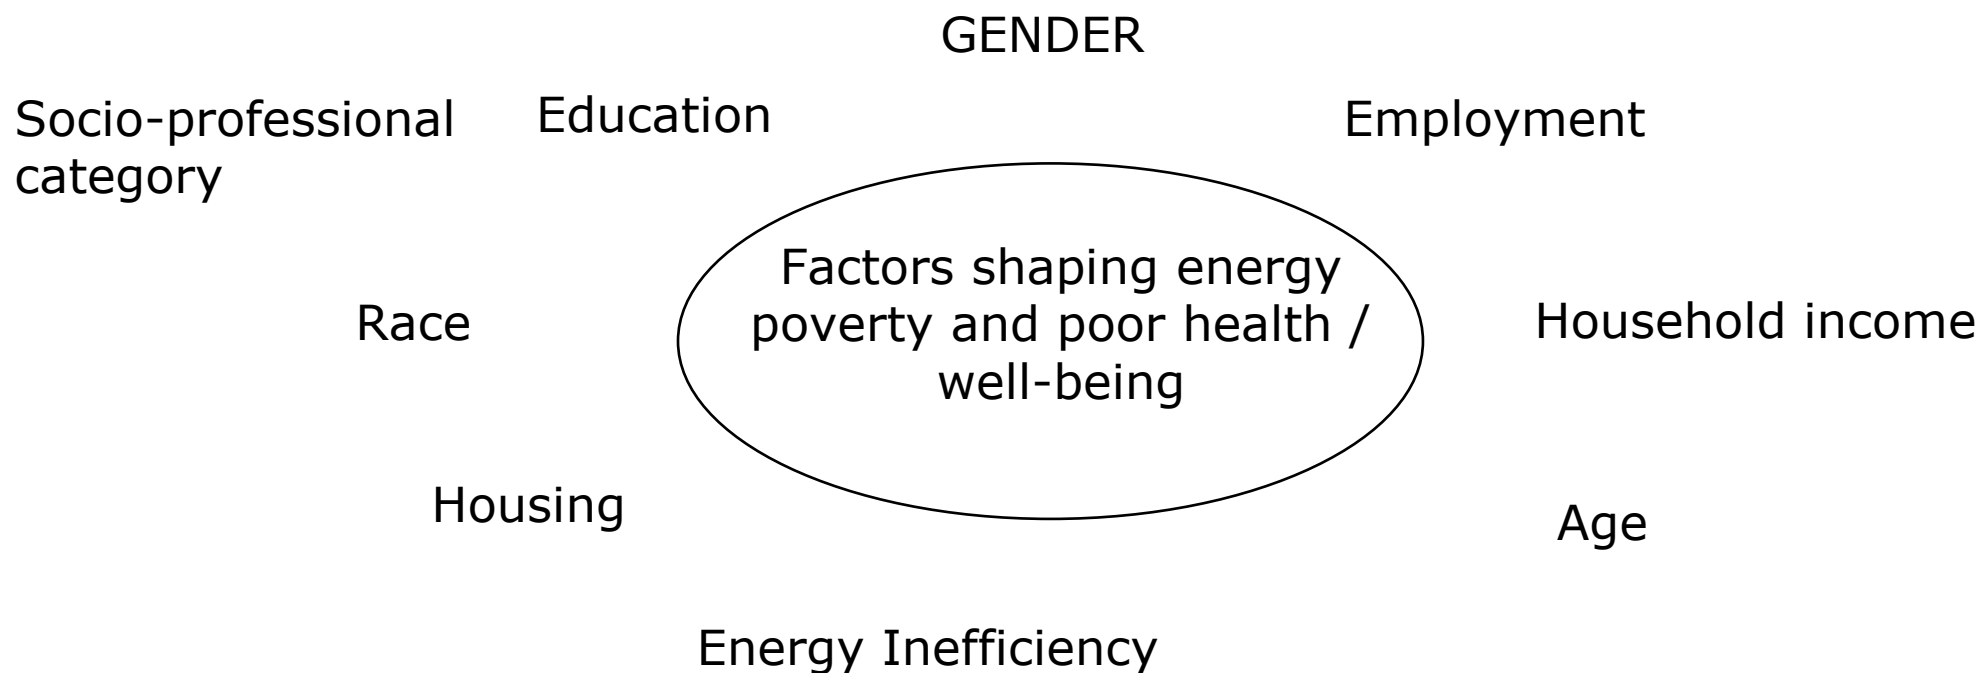 GENDER
Socio-professional
category
Education
Employment
Factors shaping energy
poverty and poor health /
well-being
Race
Household income
Housing
Age
Energy Inefficiency